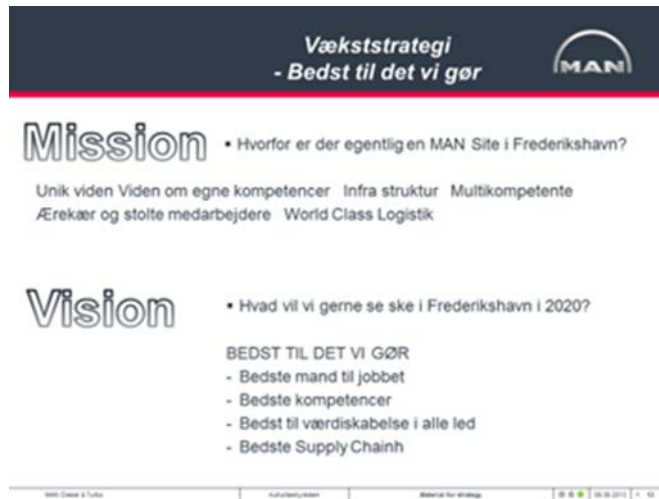 Vækststrategi
- Bedst til det vi gør
MAN
Mission
▪ Hvorfor er der egentlig en MAN Site i Frederikshavn?
Unik viden Viden om egne kompetencer Infra struktur Multikompetente
Ærekær og stolte medarbejdere World Class Logistik
Vision
▪ Hvad vil vi gerne se ske i Frederikshavn i 2020?
BEDST TIL DET VI GØR
- Bedste mand til jobbet
- Bedste kompetencer
- Bedst til værdiskabelse i alle led
- Bedste Supply Chainh
MAN Diesel & Turbo
Material for strategy